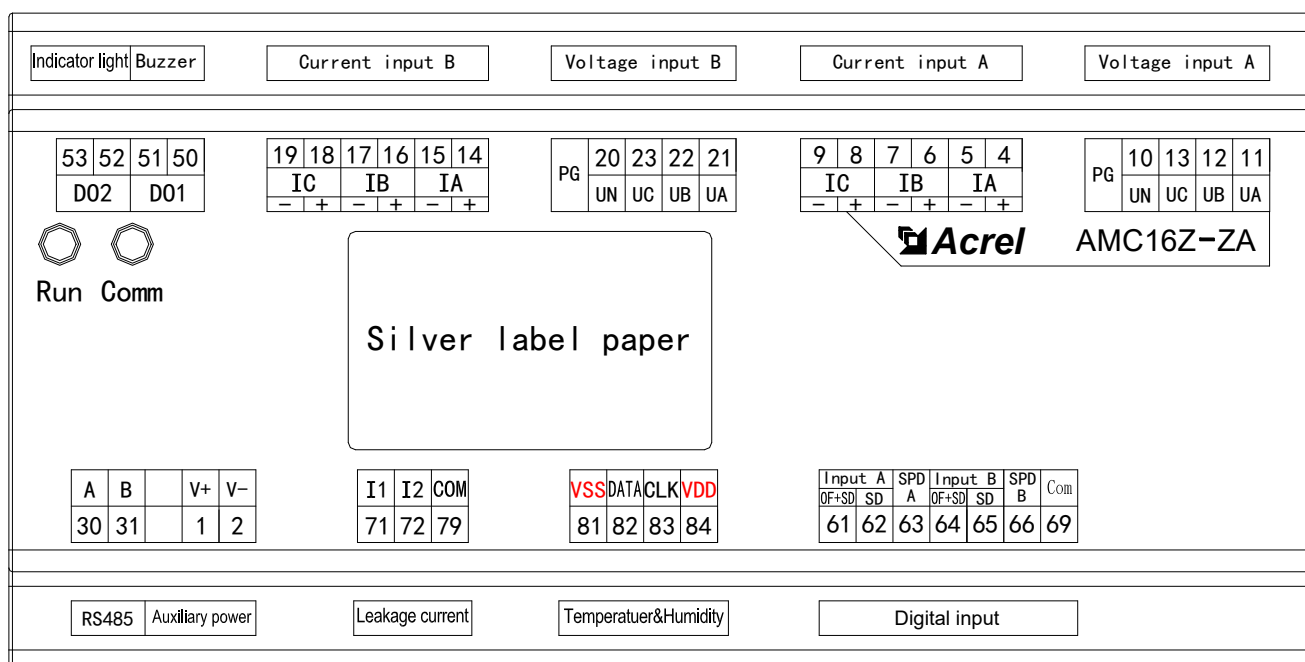 Indicator light Buzzer Current input B Voltage input B Current input A Voltage input A
53 52 51 50 19 18 17 16 15 14 PG 20 23 22 21 9 8 7 6 5 4 PG 10 13 12 11
DO2 DO1 IC IB IA UN UC UB UA IC IB IA UN UC UB UA
- + - + - + - + - + - +
Acrel AMC16Z-ZA
Run Comm
Silver label paper
A B V+ V- I1 I2 COM VSS DATA CLK VDD Input A SPD A Input B SPD B Com
OF+SD SD OF+SD SD
30 31 1 2 71 72 79 81 82 83 84 61 62 63 64 65 66 69
RS485 Auxiliary power Leakage current Temperatuer&Humidity Digital input